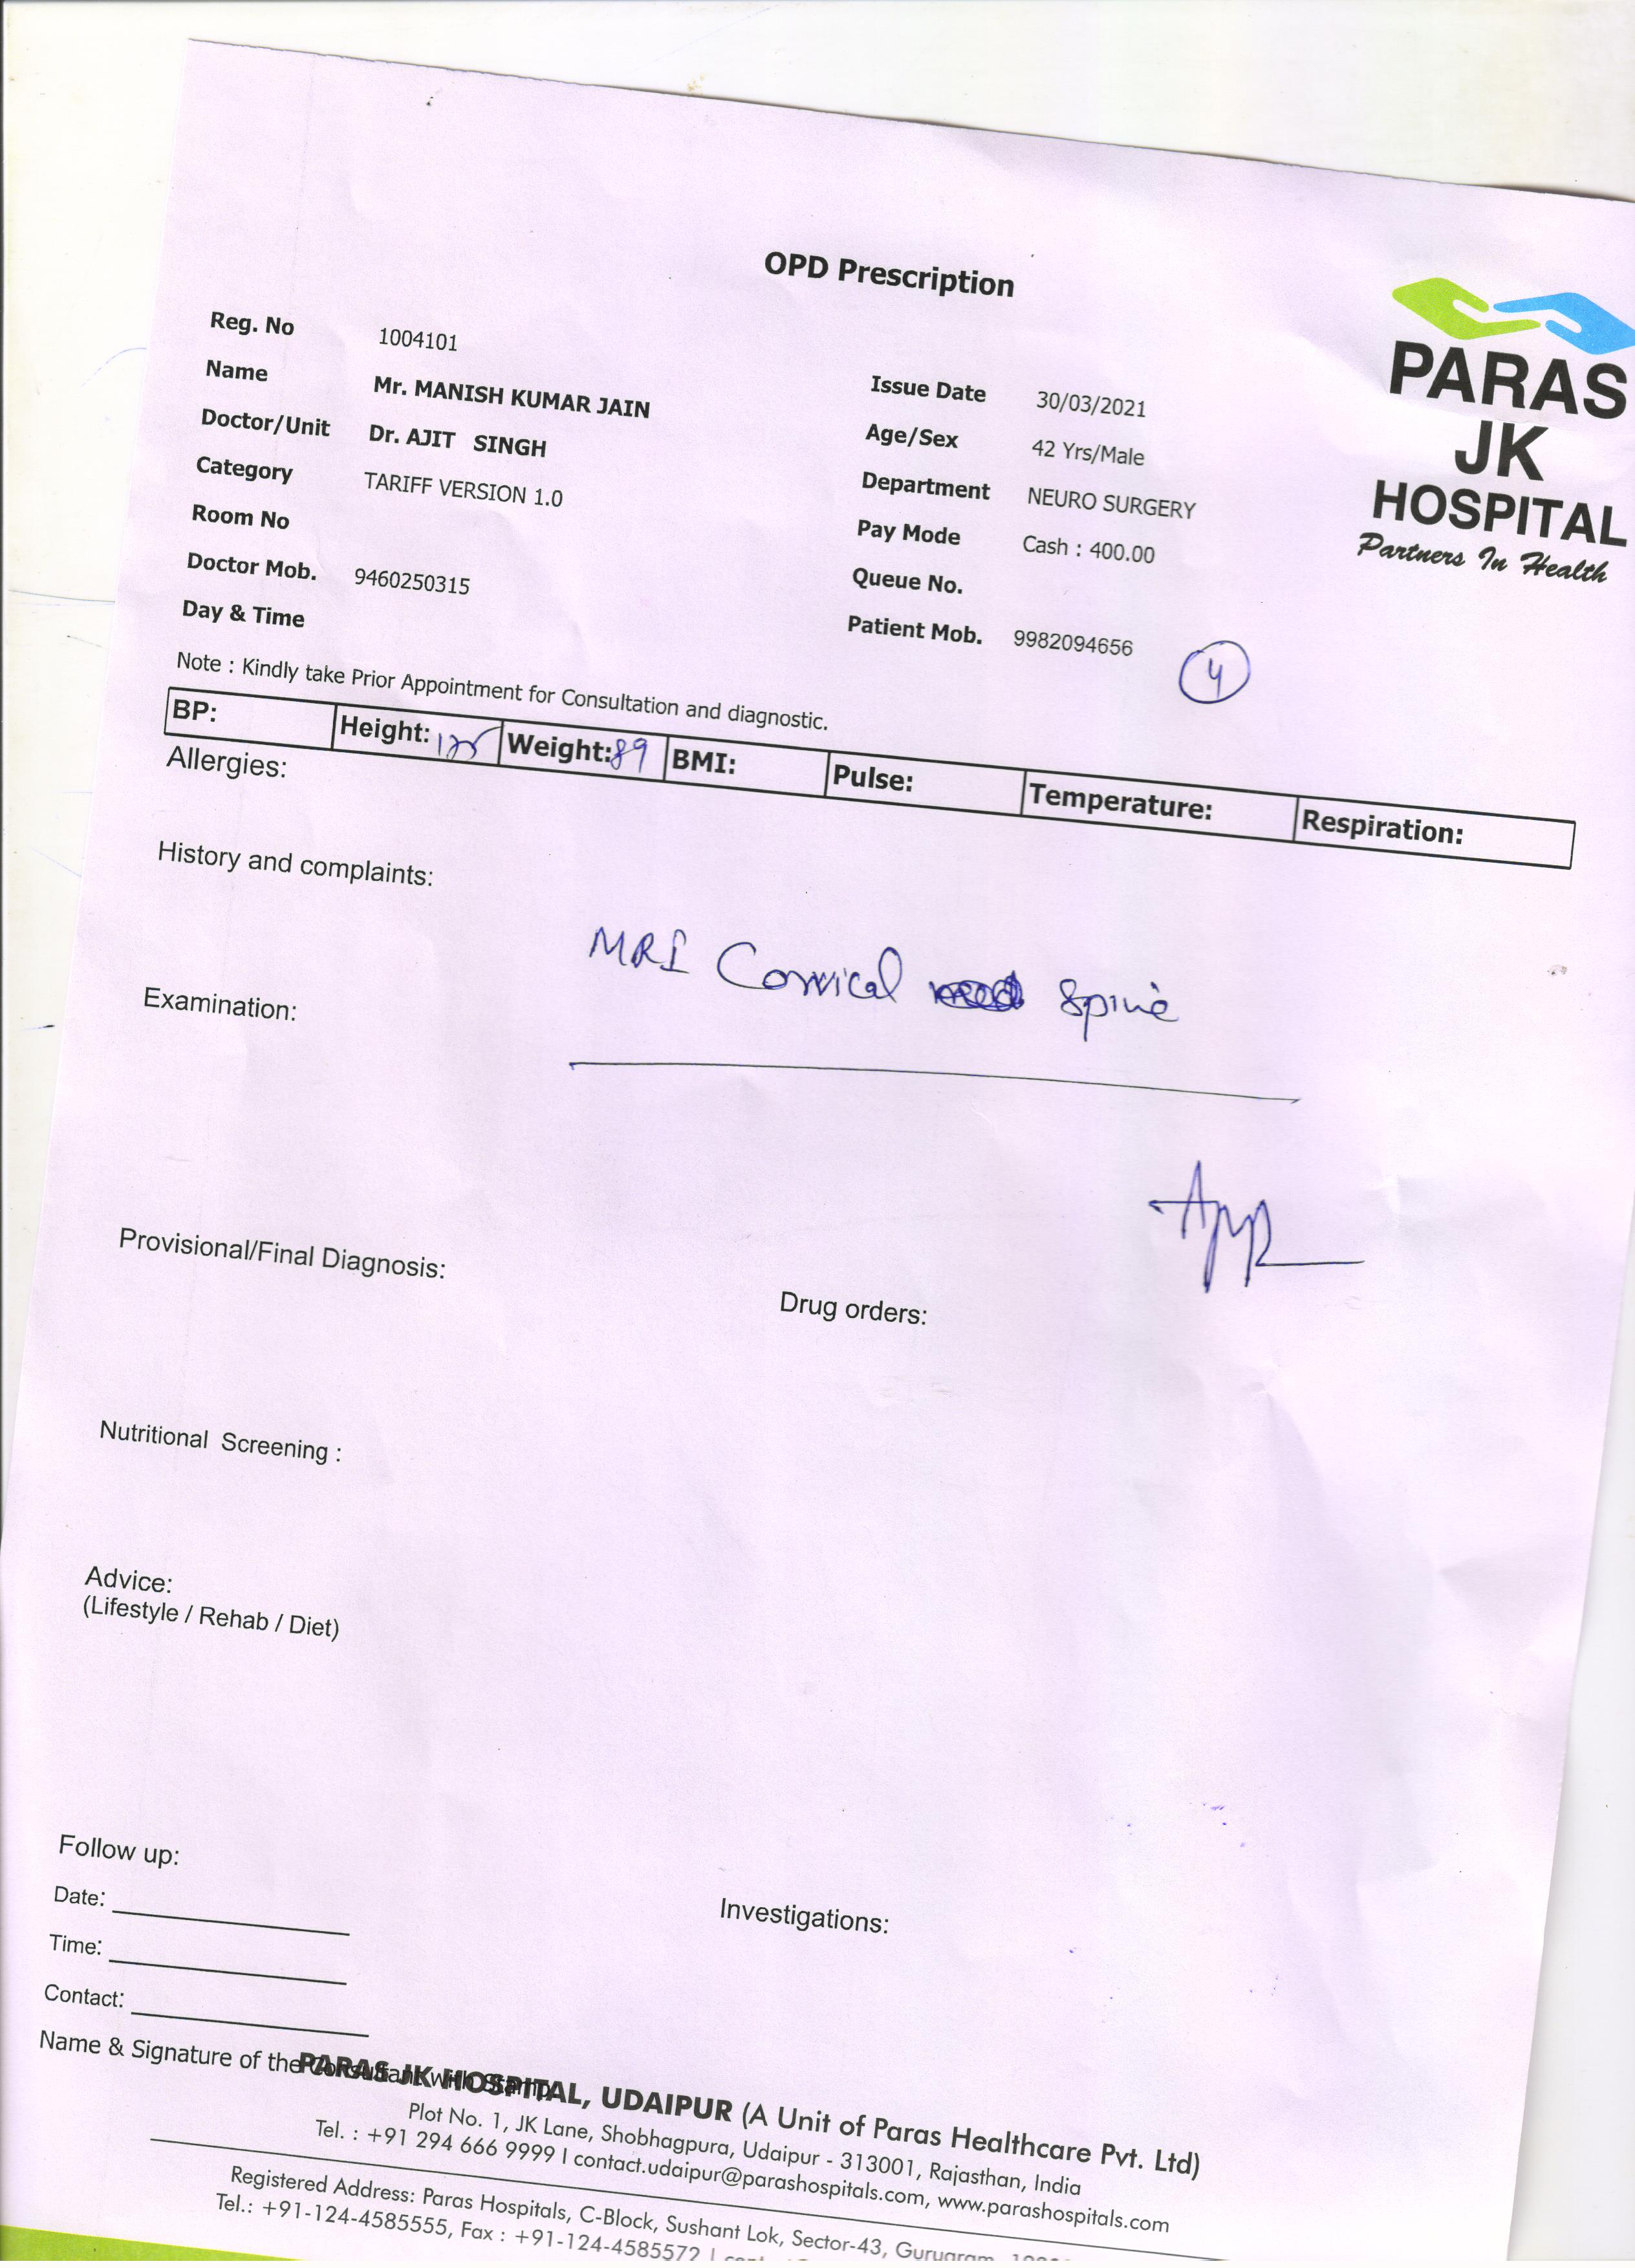 OPD Prescription
PARAS
JK
HOSPITAL
Partners In Health
Reg. No 1004101
Name Mr. MANISH KUMAR JAIN
Doctor/Unit Dr. AJIT SINGH
Category TARIFF VERSION 1.0
Room No
Doctor Mob. 9460250315
Day & Time
Issue Date 30/03/2021
Age/Sex 42 Yrs/Male
Department NEURO SURGERY
Pay Mode Cash : 400.00
Queue No.
Patient Mob. 9982094656
4
Note : Kindly take Prior Appointment for Consultation and diagnostic.
BP: Height: Weight:89 BMI: Pulse: Temperature: Respiration:
Allergies:
History and complaints:
MRI Cervical Spine
Examination:
Provisional/Final Diagnosis:
Drug orders:
Nutritional Screening :
Advice:
(Lifestyle / Rehab / Diet)
Follow up:
Date:
Time:
Contact:
Investigations:
Name & Signature of the Consultant with Stamp
PARAS JK HOSPITAL, UDAIPUR (A Unit of Paras Healthcare Pvt. Ltd)
Plot No. 1, JK Lane, Shobhagpura, Udaipur - 313001, Rajasthan, India
Tel. : +91 294 666 9999 | contact.udaipur@parashospitals.com, www.parashospitals.com
Registered Address: Paras Hospitals, C-Block, Sushant Lok, Sector-43, Gurugram,
Tel.: +91-124-4585555, Fax : +91-124-4585572 |